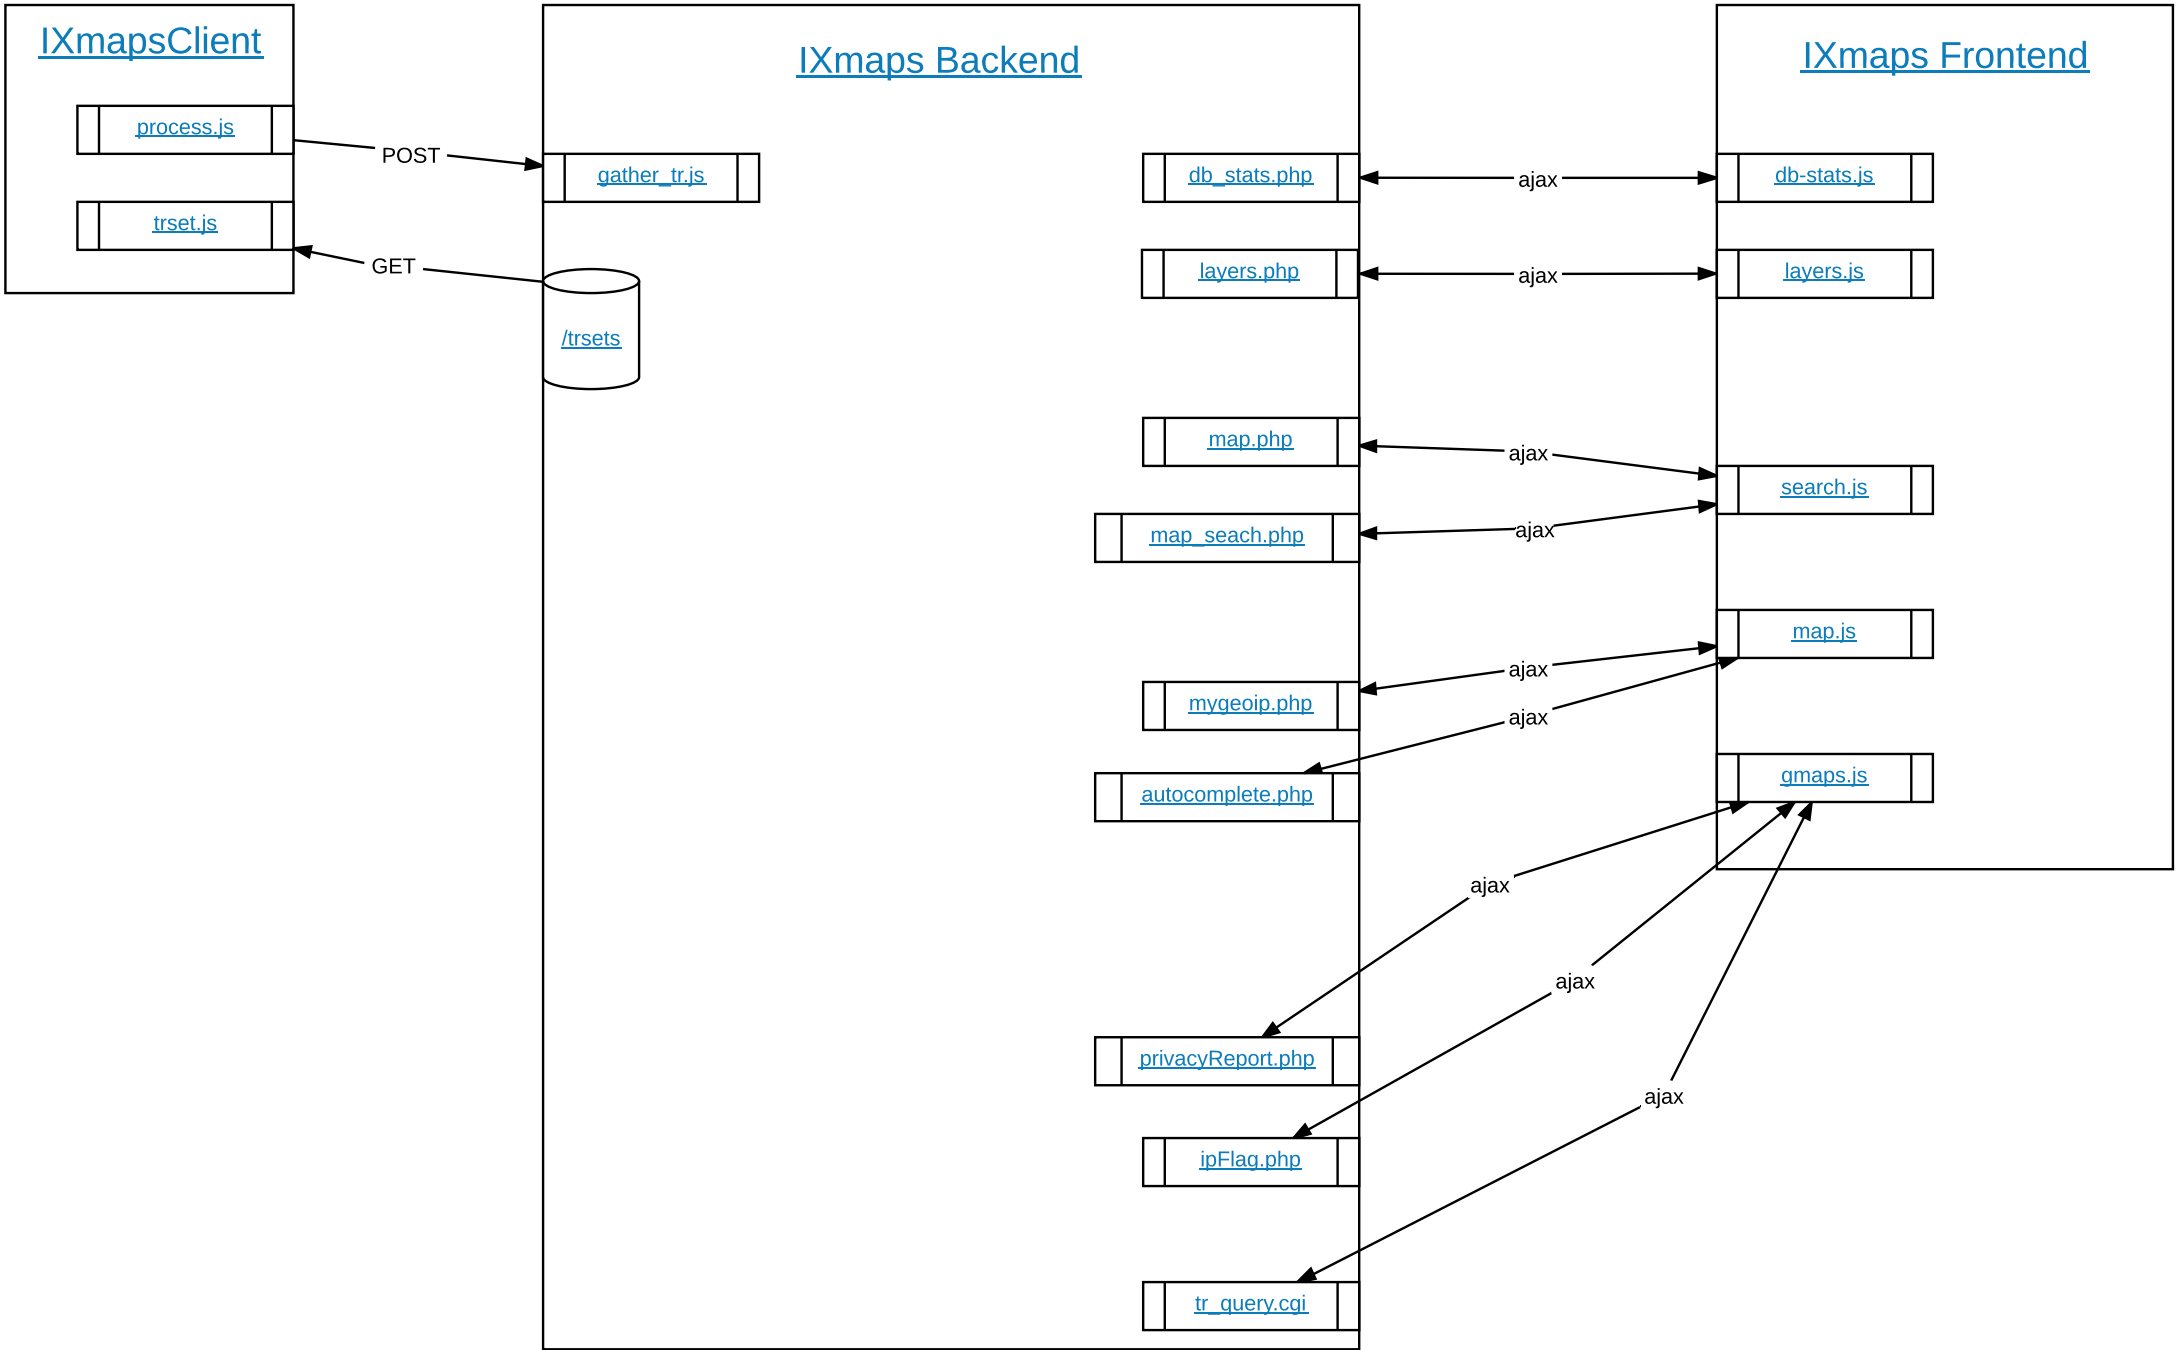 IXmapsClient
process.js
trset.js
POST
GET
IXmaps Backend
gather_tr.js
/trsets
db_stats.php
layers.php
map.php
map_seach.php
mygeoip.php
autocomplete.php
privacyReport.php
ipFlag.php
tr_query.cgi
ajax
ajax
ajax
ajax
ajax
ajax
ajax
ajax
ajax
IXmaps Frontend
db-stats.js
layers.js
search.js
map.js
gmaps.js